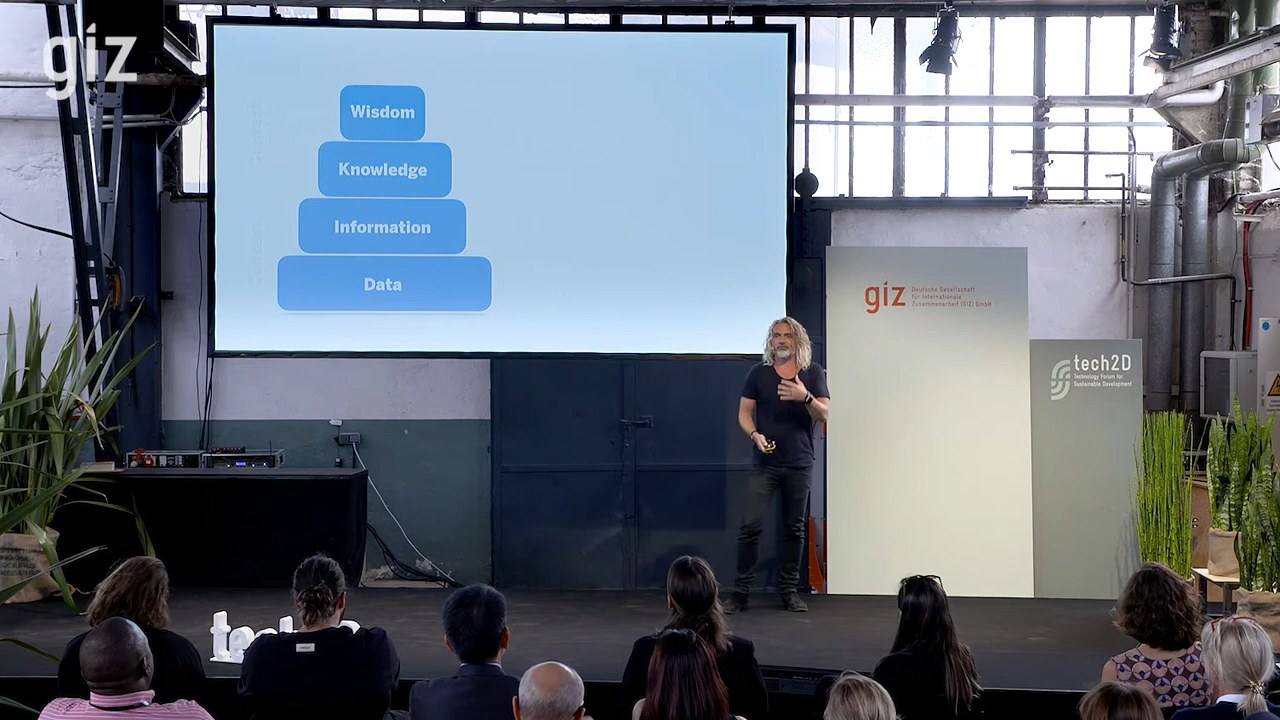 giz
Wisdom
Knowledge
Information
Data
giz
Deutsche Gesellschaft
für Internationale
Zusammenarbeit (GIZ) GmbH
tech2D
Technology Forum for
Sustainable Development